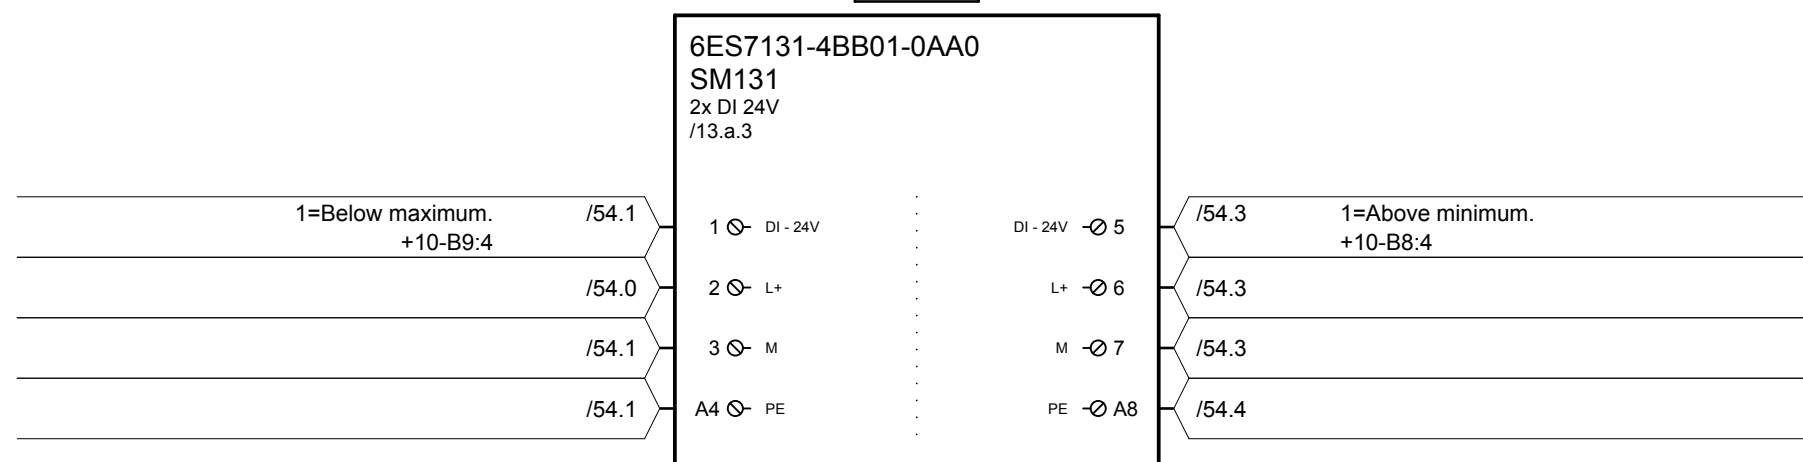 6ES7131-4BB01-0AA0
SM131
2x DI 24V
/13.a.3
1=Below maximum. /54.1 1 DI - 24V DI - 24V 5 /54.3 1=Above minimum.
+10-B9:4 +10-B8:4
/54.0 2 L+ L+ 6 /54.3
/54.1 3 M M 7 /54.3
/54.1 A4 PE PE A8 /54.4